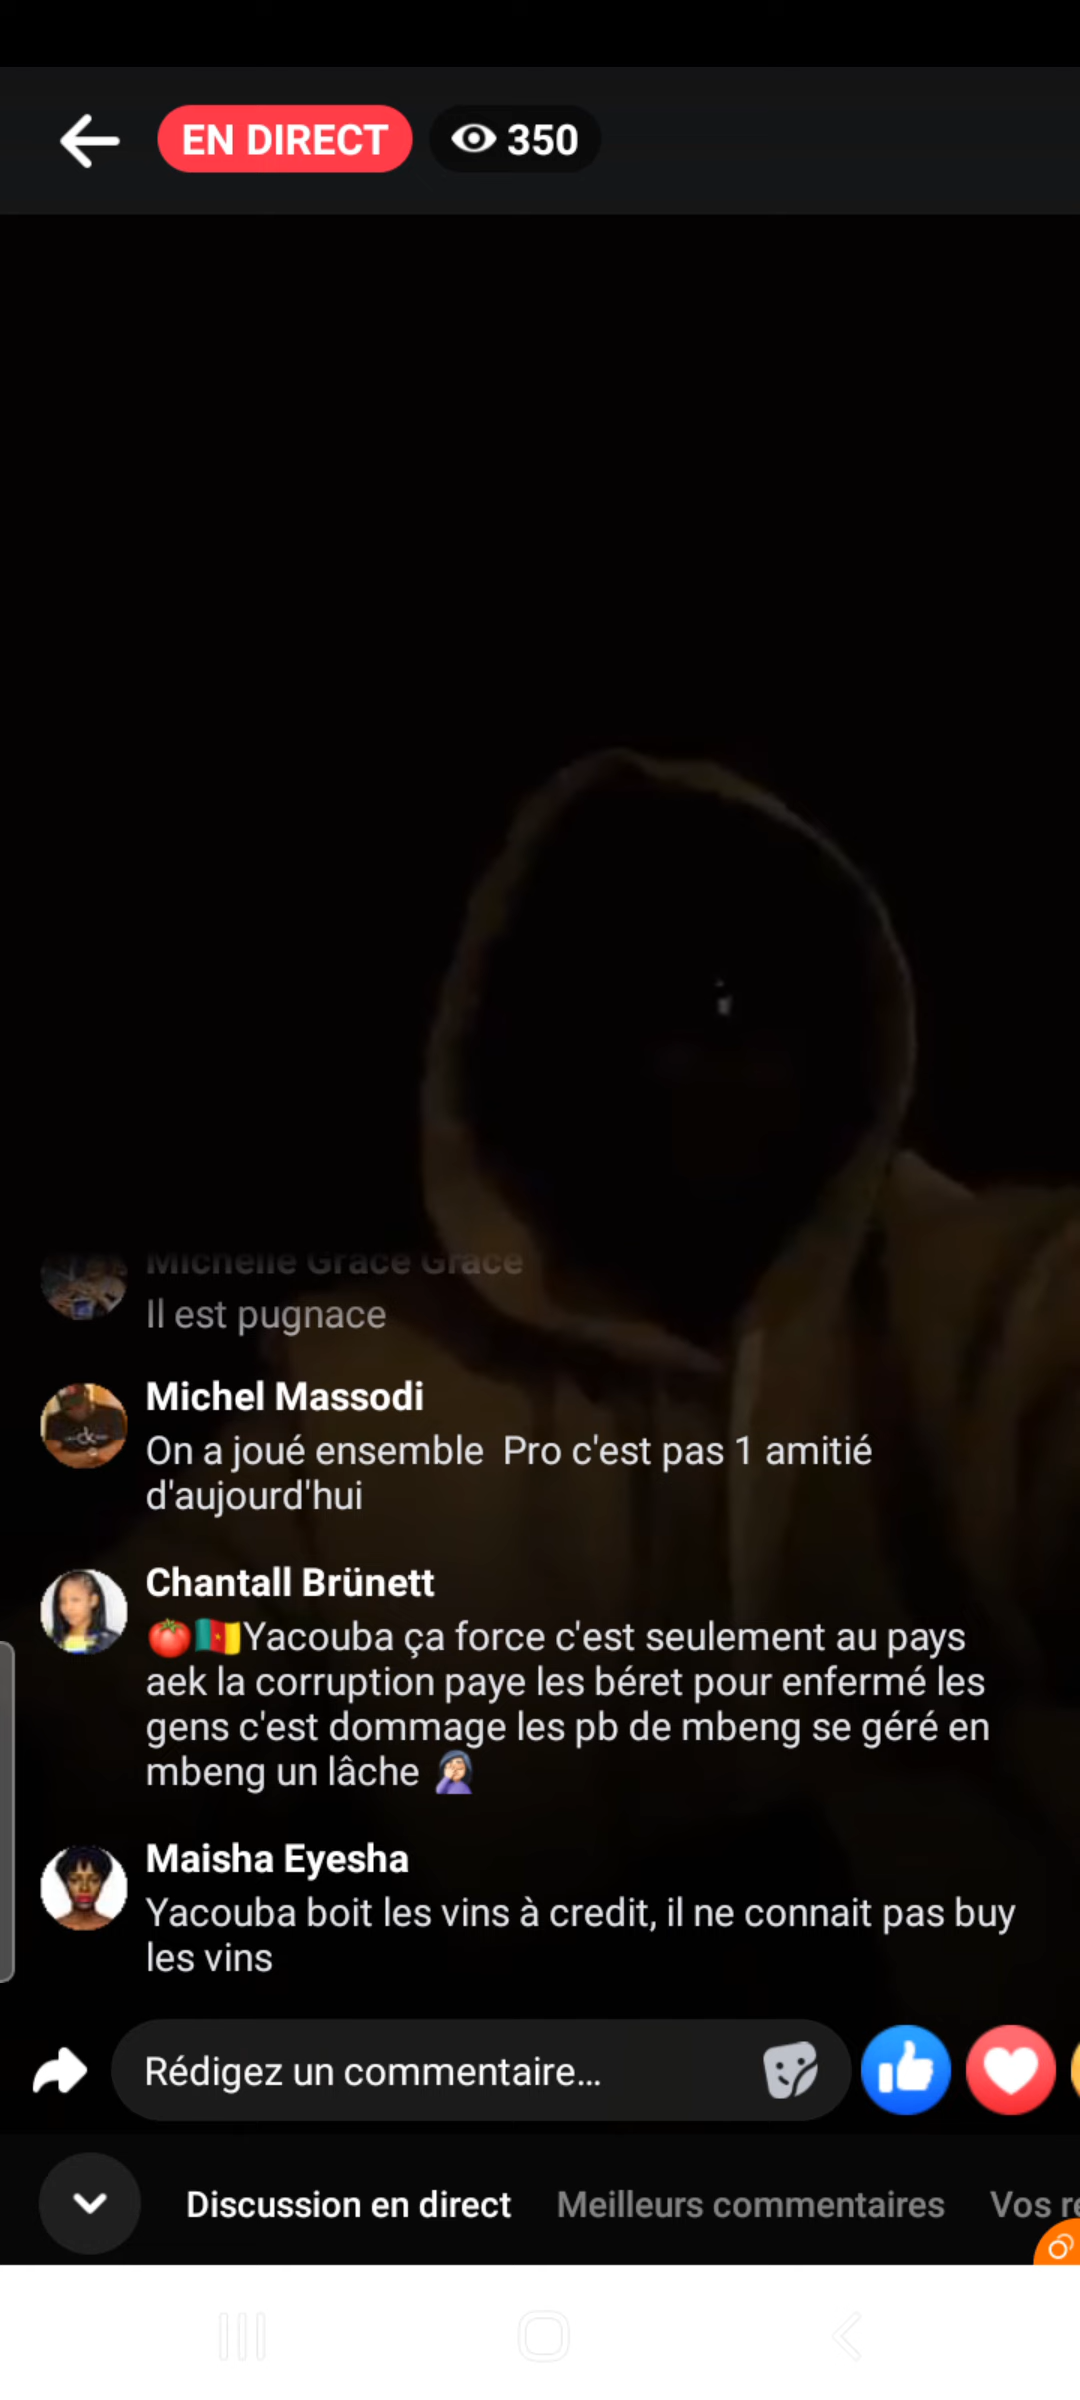 EN DIRECT 350
Michelle Grace Grace
Il est pugnace
Michel Massodi
On a joué ensemble  Pro c'est pas 1 amitié
d'aujourd'hui
Chantall Brünett
🍅🇨🇲Yacouba ça force c'est seulement au pays
aek la corruption paye les béret pour enfermé les
gens c'est dommage les pb de mbeng se géré en
mbeng un lâche 🤦🏻‍♀️
Maisha Eyesha
Yacouba boit les vins à credit, il ne connait pas buy
les vins
Rédigez un commentaire...
Discussion en direct Meilleurs commentaires Vos